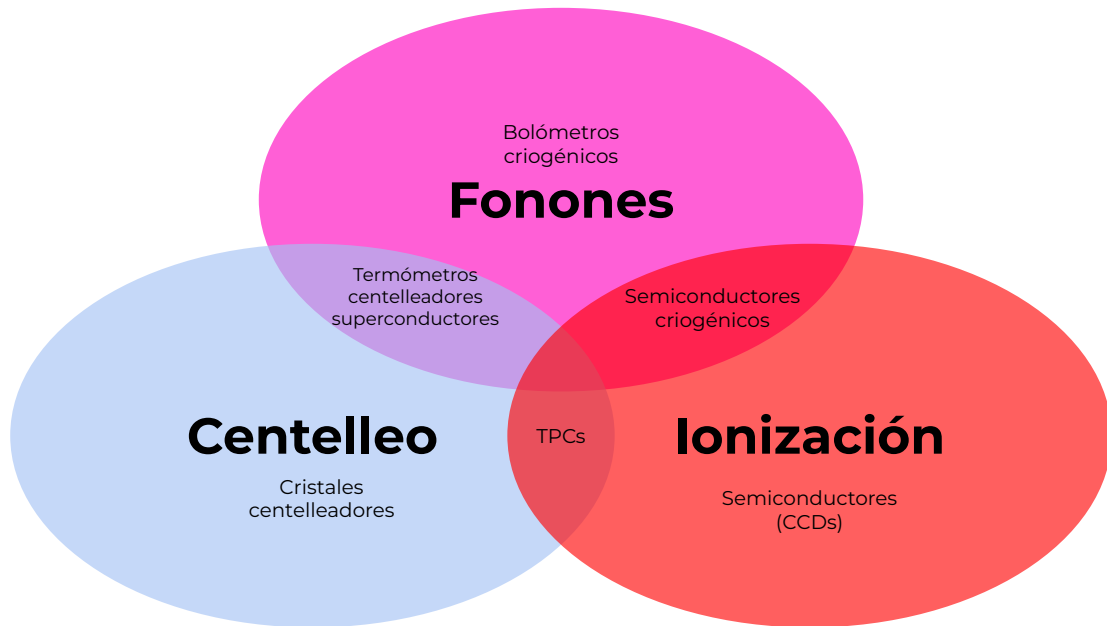 Bolómetros
criogénicos
Fonones
Termómetros
centelleadores
superconductores
Semiconductores
criogénicos
Centelleo
TPCs
Ionización
Cristales
centelleadores
Semiconductores
(CCDs)